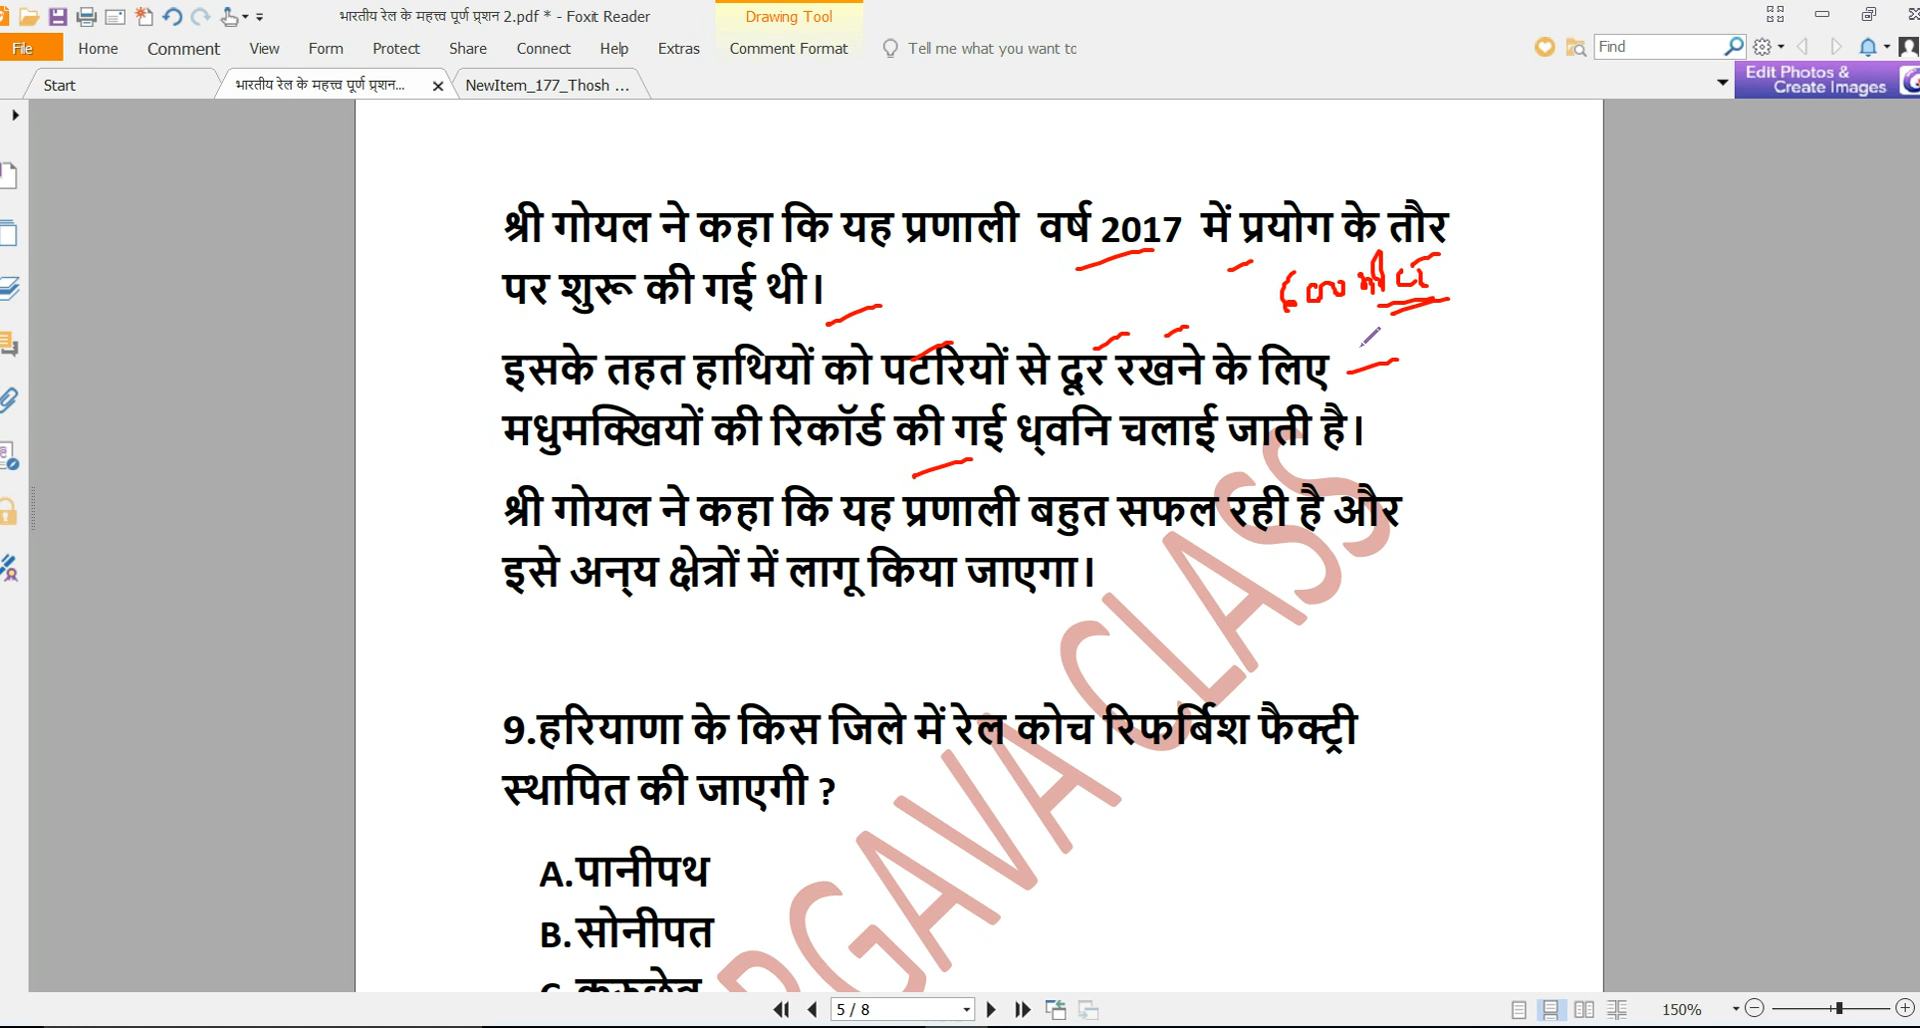 भारतीय रेल के महत्त्व पूर्ण प्रशन 2.pdf * - Foxit Reader
Drawing Tool
File Home Comment View Form Protect Share Connect Help Extras Comment Format Tell me what you want to Find
Start भारतीय रेल के महत्त्व पूर्ण प्रशन... NewItem_177_Thosh ...
Edit Photos &
Create Images
श्री गोयल ने कहा कि यह प्रणाली वर्ष 2017 में प्रयोग के तौर
पर शुरू की गई थी।
इसके तहत हाथियों को पटरियों से दूर रखने के लिए
मधुमक्खियों की रिकॉर्ड की गई ध्वनि चलाई जाती है।
श्री गोयल ने कहा कि यह प्रणाली बहुत सफल रही है और
इसे अन्य क्षेत्रों में लागू किया जाएगा।
9.हरियाणा के किस जिले में रेल कोच रिफर्बिश फैक्ट्री
स्थापित की जाएगी ?
A.पानीपथ
B.सोनीपत
RGAVA CLASS
5 / 8
150%